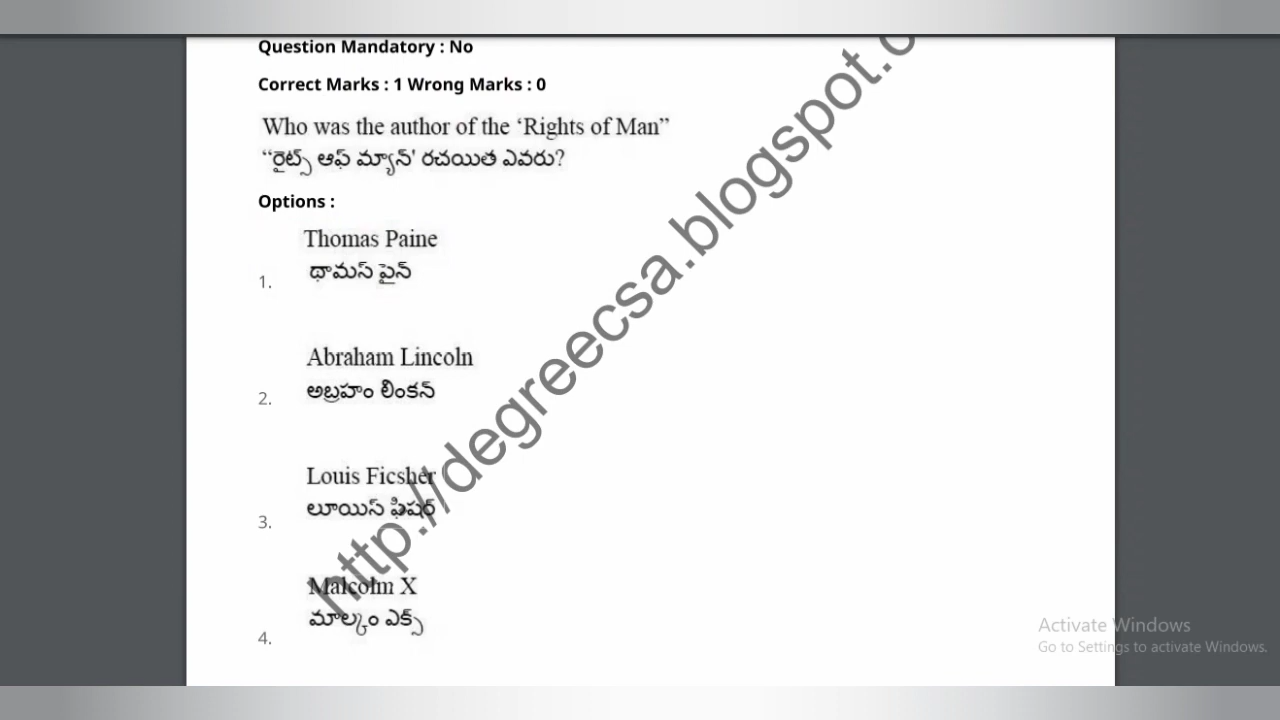 Question Mandatory : No
Correct Marks : 1 Wrong Marks : 0
Who was the author of the ‘Rights of Man”
“రైట్స్ ఆఫ్ మ్యాన్' రచయిత ఎవరు?
Options :
Thomas Paine
థామస్ పైన్
1.
Abraham Lincoln
అబ్రహం లింకన్
2.
Louis Ficsher
లూయిస్ ఫిషర్
3.
Malcolm X
మాల్కం ఎక్స్
4.
http://degreecsa.blogspot.c
Activate Windows
Go to Settings to activate Windows.